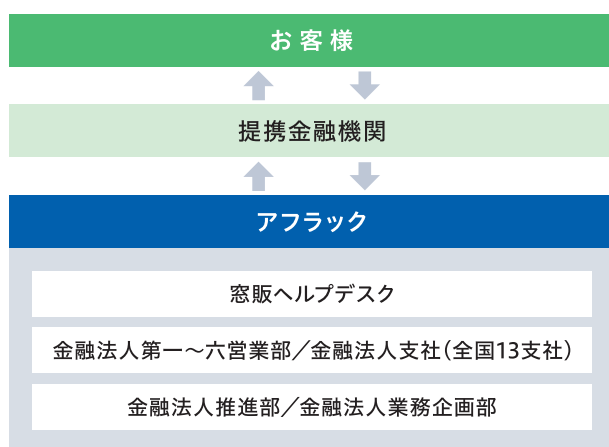 お客様
提携金融機関
アフラック
窓販ヘルプデスク
金融法人第一～六営業部／金融法人支社（全国13支社）
金融法人推進部／金融法人業務企画部